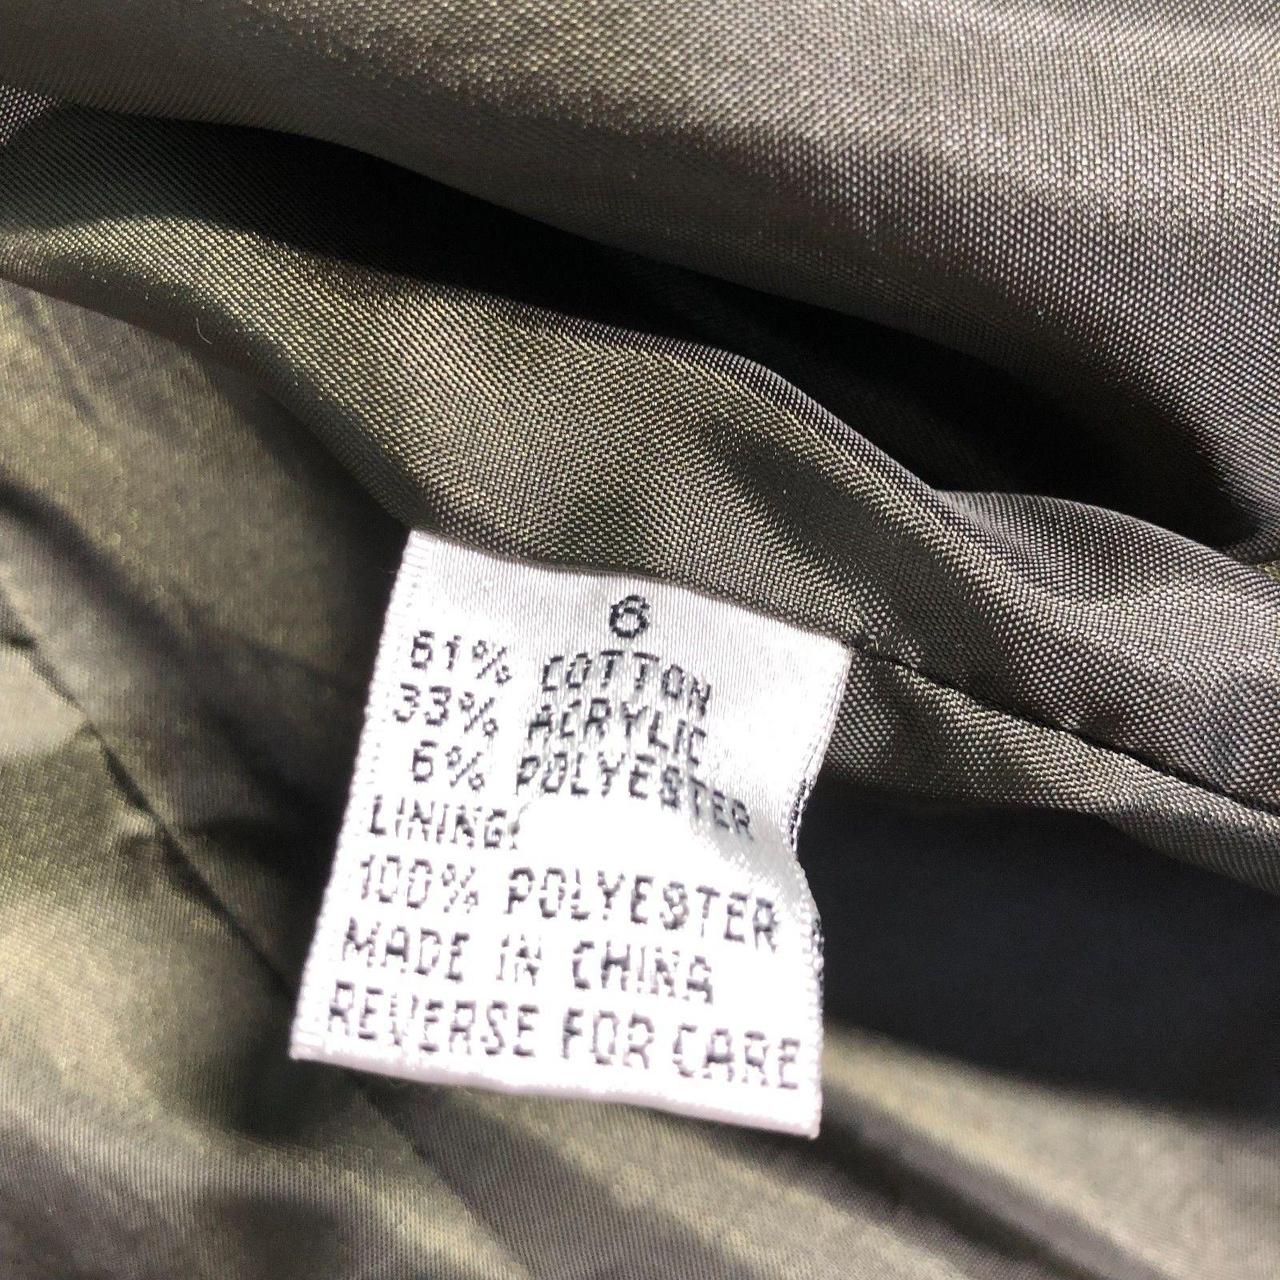 6
61% COTTON
33% ACRYLIC
6% POLYESTER
LINING:
100% POLYESTER
MADE IN CHINA
REVERSE FOR CARE